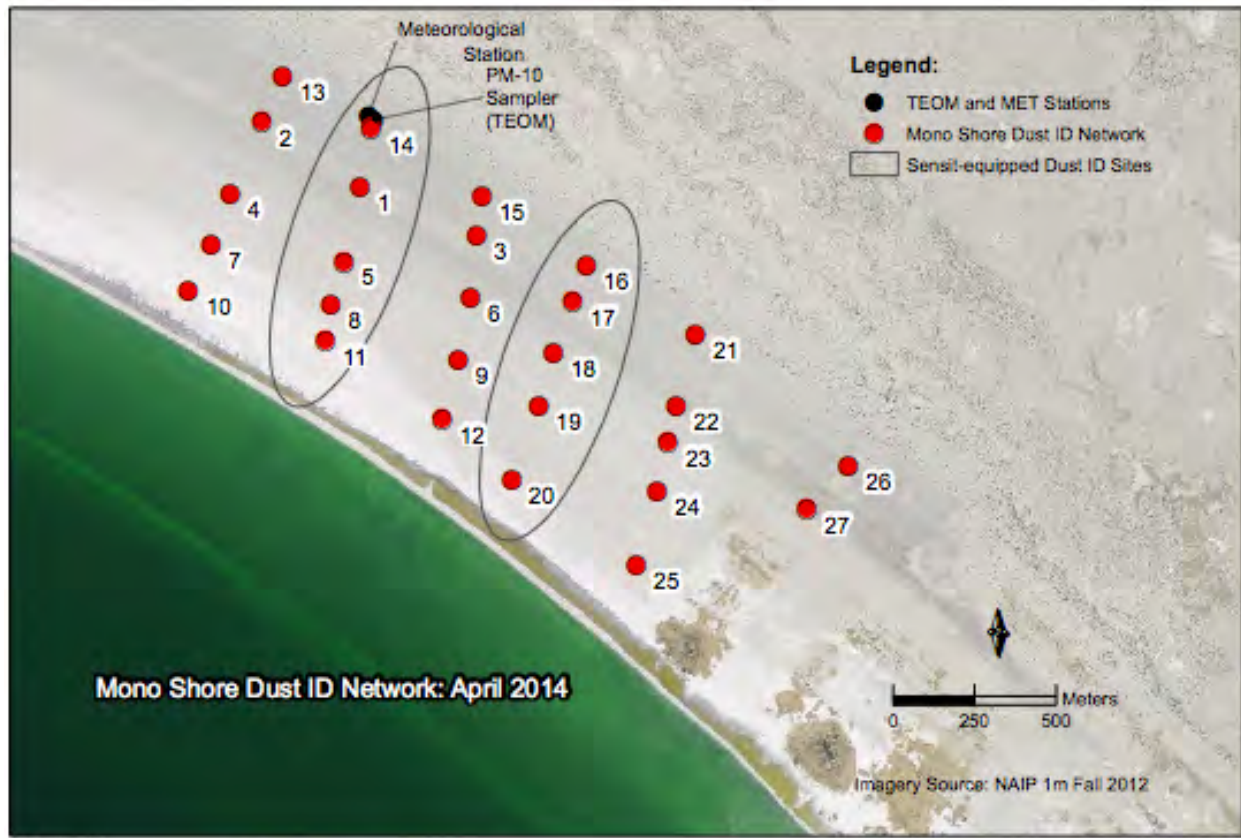 Meteorological
Station
PM-10
Sampler
(TEOM)
Legend:
TEOM and MET Stations
Mono Shore Dust ID Network
Sensit-equipped Dust ID Sites
13
2
14
1
4
15
3
7
5
16
10
8
6
17
11
21
9
18
22
19
12
23
26
20
24
27
25
Mono Shore Dust ID Network: April 2014
Meters
0 250 500
Imagery Source: NAIP 1m Fall 2012